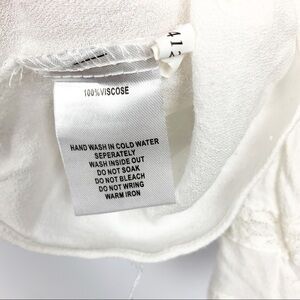 412
100%VISCOSE
HAND WASH IN COLD WATER
SEPERATELY
WASH INSIDE OUT
DO NOT SOAK
DO NOT BLEACH
DO NOT WRING
WARM IRON